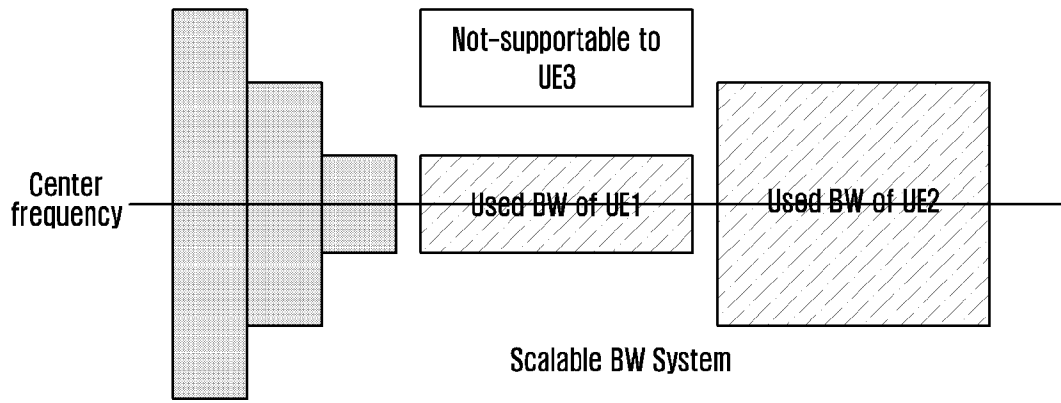 Not-supportable to
UE3
Center
frequency
Used BW of UE1
Used BW of UE2
Scalable BW System